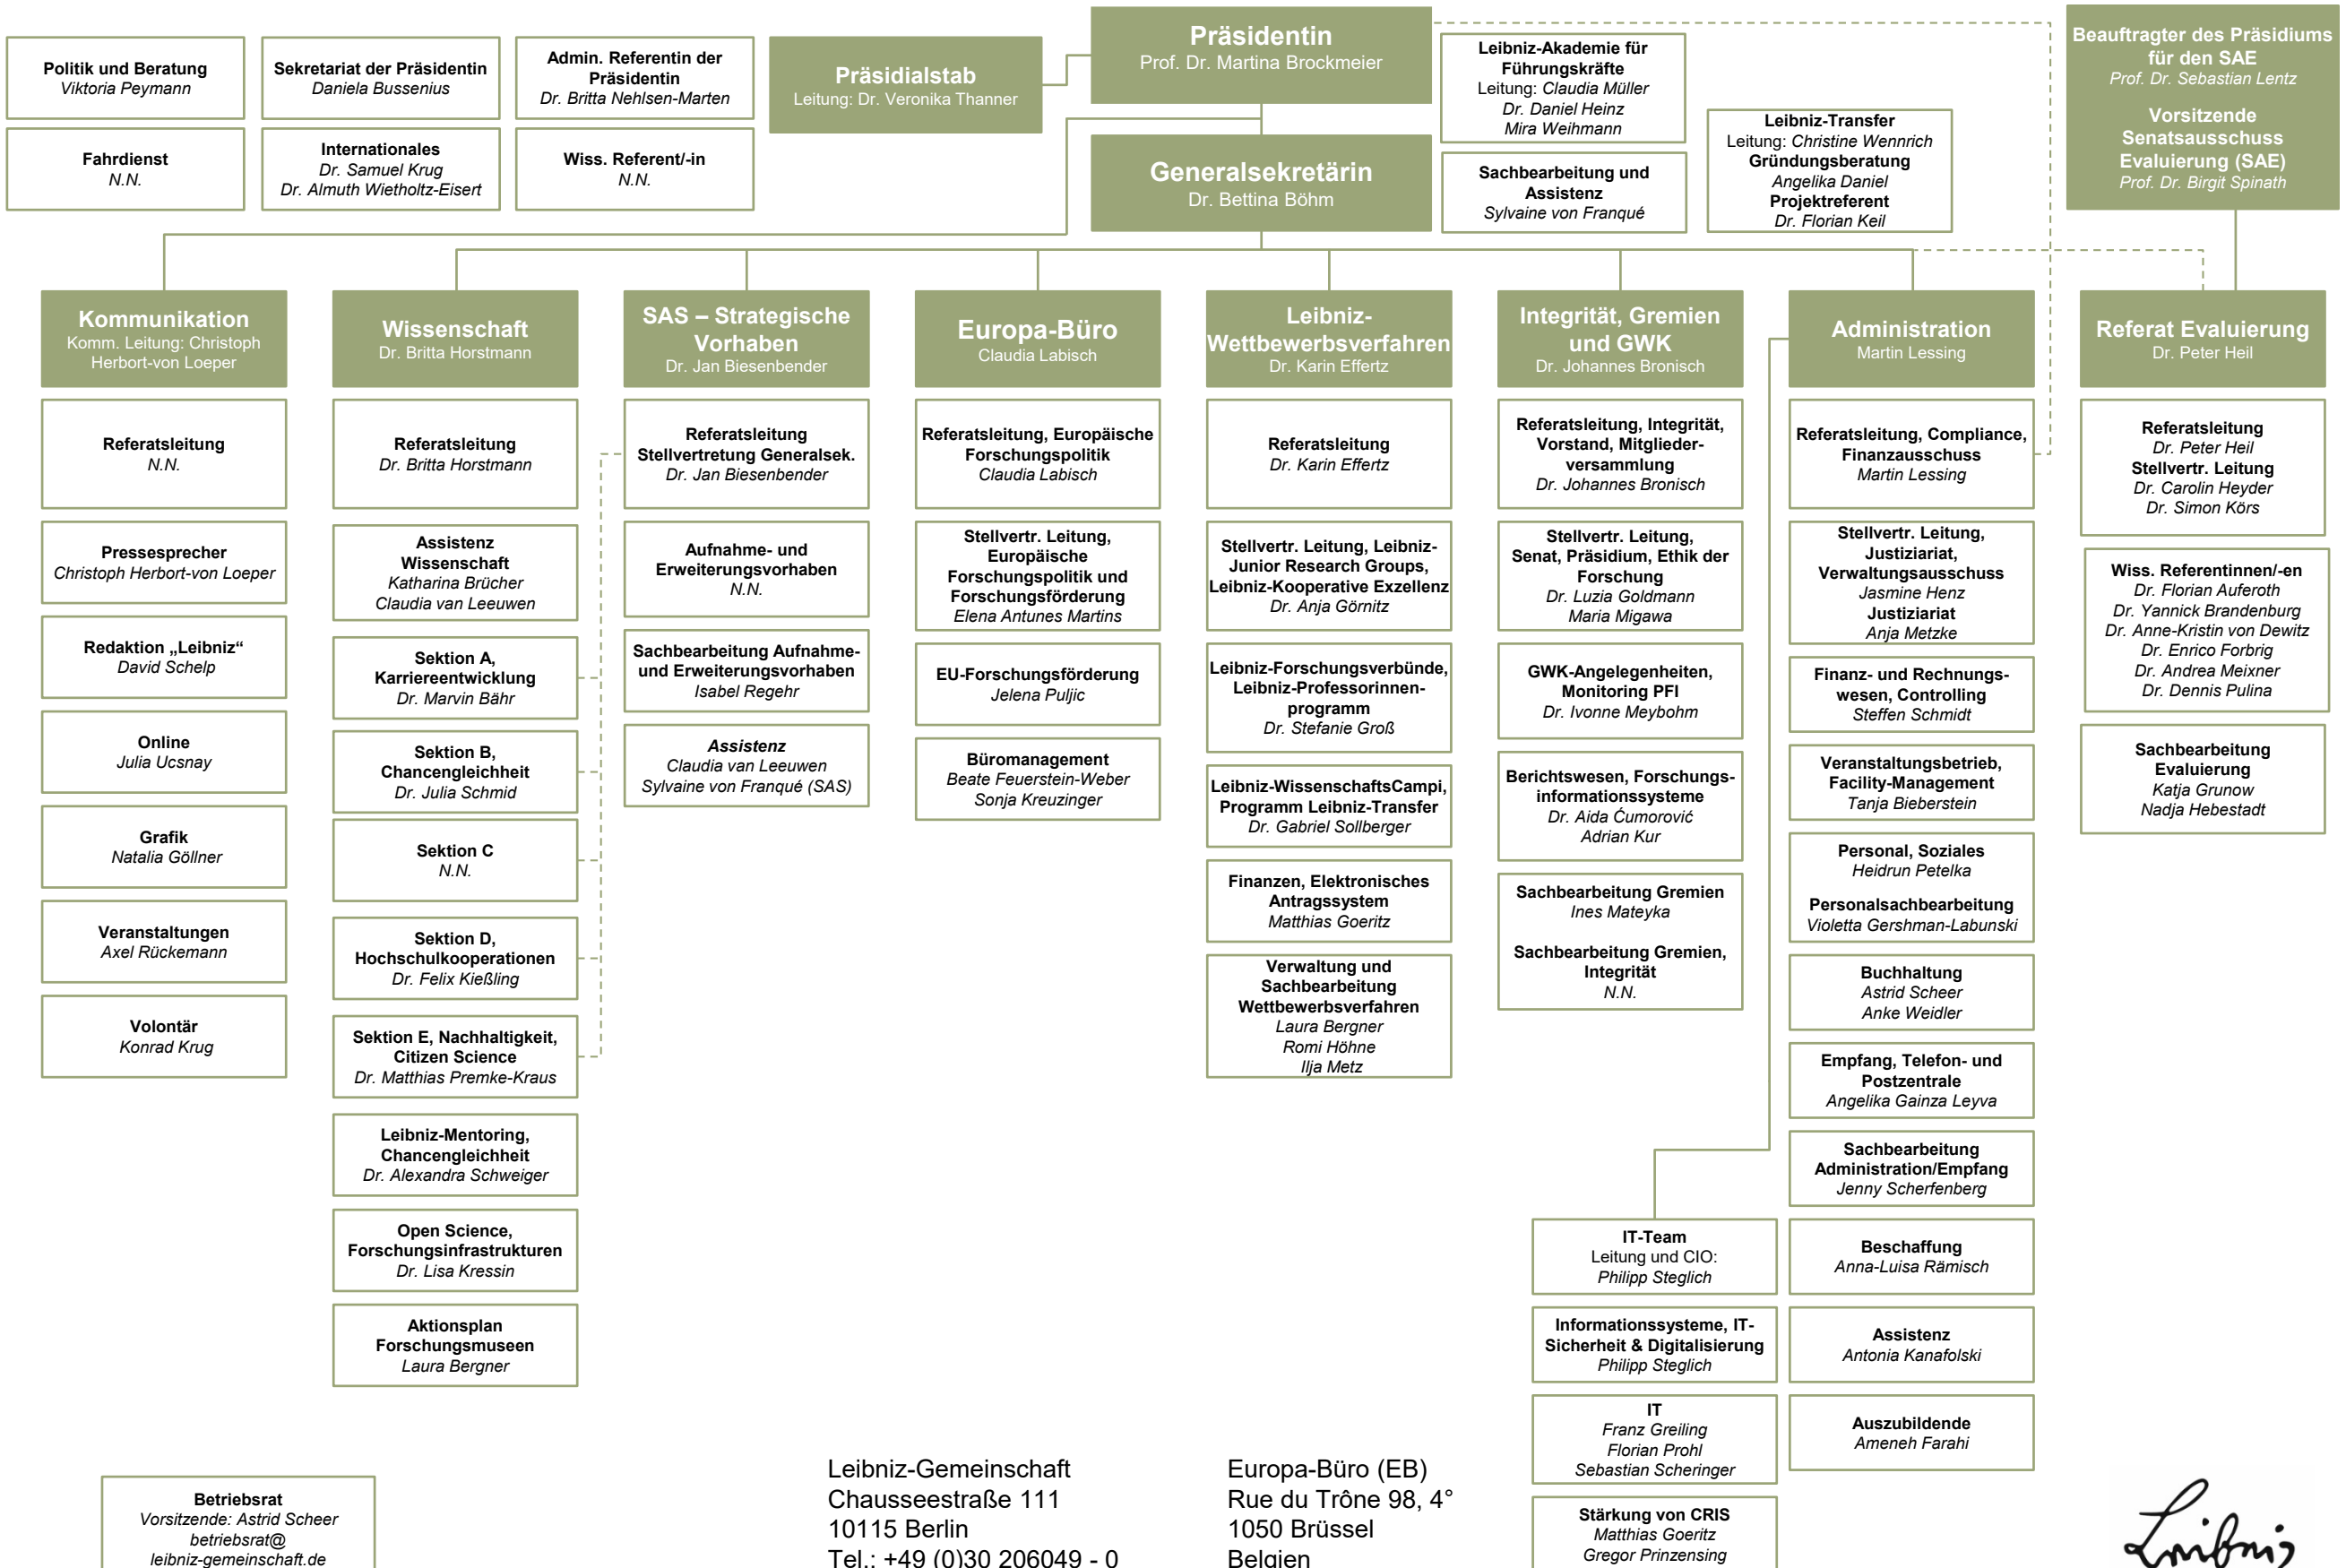 Politik und Beratung
Viktoria Peymann
Sekretariat der Präsidentin
Daniela Bussenius
Admin. Referentin der
Präsidentin
Dr. Britta Nehlsen-Marten
Fahrdienst
N.N.
Internationales
Dr. Samuel Krug
Dr. Almuth Wietholtz-Eisert
Wiss. Referent/-in
N.N.
Präsidialstab
Leitung: Dr. Veronika Thanner
Präsidentin
Prof. Dr. Martina Brockmeier
Generalsekretärin
Dr. Bettina Böhm
Leibniz-Akademie für
Führungskräfte
Leitung: Claudia Müller
Dr. Daniel Heinz
Mira Weihmann
Sachbearbeitung und
Assistenz
Sylvaine von Franqué
Leibniz-Transfer
Leitung: Christine Wennrich
Gründungsberatung
Angelika Daniel
Projektreferent
Dr. Florian Keil
Beauftragter des Präsidiums
für den SAE
Prof. Dr. Sebastian Lentz
Vorsitzende
Senatsausschuss
Evaluierung (SAE)
Prof. Dr. Birgit Spinath
Kommunikation
Komm. Leitung: Christoph
Herbort-von Loeper
Referatsleitung
N.N.
Pressesprecher
Christoph Herbort-von Loeper
Redaktion „Leibniz“
David Schelp
Online
Julia Ucsnay
Grafik
Natalia Göllner
Veranstaltungen
Axel Rückemann
Volontär
Konrad Krug
Wissenschaft
Dr. Britta Horstmann
Referatsleitung
Dr. Britta Horstmann
Assistenz
Wissenschaft
Katharina Brücher
Claudia van Leeuwen
Sektion A,
Karriereentwicklung
Dr. Marvin Bähr
Sektion B,
Chancengleichheit
Dr. Julia Schmid
Sektion C
N.N.
Sektion D,
Hochschulkooperationen
Dr. Felix Kießling
Sektion E, Nachhaltigkeit,
Citizen Science
Dr. Matthias Premke-Kraus
Leibniz-Mentoring,
Chancengleichheit
Dr. Alexandra Schweiger
Open Science,
Forschungsinfrastrukturen
Dr. Lisa Kressin
Aktionsplan
Forschungsmuseen
Laura Bergner
SAS – Strategische
Vorhaben
Dr. Jan Biesenbender
Referatsleitung
Stellvertretung Generalsek.
Dr. Jan Biesenbender
Aufnahme- und
Erweiterungsvorhaben
N.N.
Sachbearbeitung Aufnahme-
und Erweiterungsvorhaben
Isabel Regehr
Assistenz
Claudia van Leeuwen
Sylvaine von Franqué (SAS)
Europa-Büro
Claudia Labisch
Referatsleitung, Europäische
Forschungspolitik
Claudia Labisch
Stellvertr. Leitung,
Europäische
Forschungspolitik und
Forschungsförderung
Elena Antunes Martins
EU-Forschungsförderung
Jelena Puljic
Büromanagement
Beate Feuerstein-Weber
Sonja Kreuzinger
Leibniz-
Wettbewerbsverfahren
Dr. Karin Effertz
Referatsleitung
Dr. Karin Effertz
Stellvertr. Leitung, Leibniz-
Junior Research Groups,
Leibniz-Kooperative Exzellenz
Dr. Anja Görnitz
Leibniz-Forschungsverbünde,
Leibniz-Professorinnen-
programm
Dr. Stefanie Groß
Leibniz-WissenschaftsCampi,
Programm Leibniz-Transfer
Dr. Gabriel Sollberger
Finanzen, Elektronisches
Antragssystem
Matthias Goeritz
Verwaltung und
Sachbearbeitung
Wettbewerbsverfahren
Laura Bergner
Romi Höhne
Ilja Metz
Integrität, Gremien
und GWK
Dr. Johannes Bronisch
Referatsleitung, Integrität,
Vorstand, Mitglieder-
versammlung
Dr. Johannes Bronisch
Stellvertr. Leitung,
Senat, Präsidium, Ethik der
Forschung
Dr. Luzia Goldmann
Maria Migawa
GWK-Angelegenheiten,
Monitoring PFI
Dr. Ivonne Meybohm
Berichtswesen, Forschungs-
informationssysteme
Dr. Aida Ćumorović
Adrian Kur
Sachbearbeitung Gremien
Ines Mateyka
Sachbearbeitung Gremien,
Integrität
N.N.
Administration
Martin Lessing
Referatsleitung, Compliance,
Finanzausschuss
Martin Lessing
Stellvertr. Leitung,
Justiziariat,
Verwaltungsausschuss
Jasmine Henz
Justiziariat
Anja Metzke
Finanz- und Rechnungs-
wesen, Controlling
Steffen Schmidt
Veranstaltungsbetrieb,
Facility-Management
Tanja Bieberstein
Personal, Soziales
Heidrun Petelka
Personalsachbearbeitung
Violetta Gershman-Labunski
Buchhaltung
Astrid Scheer
Anke Weidler
Empfang, Telefon- und
Postzentrale
Angelika Gainza Leyva
Sachbearbeitung
Administration/Empfang
Jenny Scherfenberg
Beschaffung
Anna-Luisa Rämisch
Assistenz
Antonia Kanafolski
Auszubildende
Ameneh Farahi
IT-Team
Leitung und CIO:
Philipp Steglich
Informationssysteme, IT-
Sicherheit & Digitalisierung
Philipp Steglich
IT
Franz Greiling
Florian Prohl
Sebastian Scheringer
Stärkung von CRIS
Matthias Goeritz
Gregor Prinzensing
Referat Evaluierung
Dr. Peter Heil
Referatsleitung
Dr. Peter Heil
Stellvertr. Leitung
Dr. Carolin Heyder
Dr. Simon Körs
Wiss. Referentinnen/-en
Dr. Florian Auferoth
Dr. Yannick Brandenburg
Dr. Anne-Kristin von Dewitz
Dr. Enrico Forbrig
Dr. Andrea Meixner
Dr. Dennis Pulina
Sachbearbeitung
Evaluierung
Katja Grunow
Nadja Hebestadt
Betriebsrat
Vorsitzende: Astrid Scheer
betriebsrat@
leibniz-gemeinschaft.de
Leibniz-Gemeinschaft
Chausseestraße 111
10115 Berlin
Tel.: +49 (0)30 206049 - 0
Europa-Büro (EB)
Rue du Trône 98, 4°
1050 Brüssel
Belgien
Leibniz